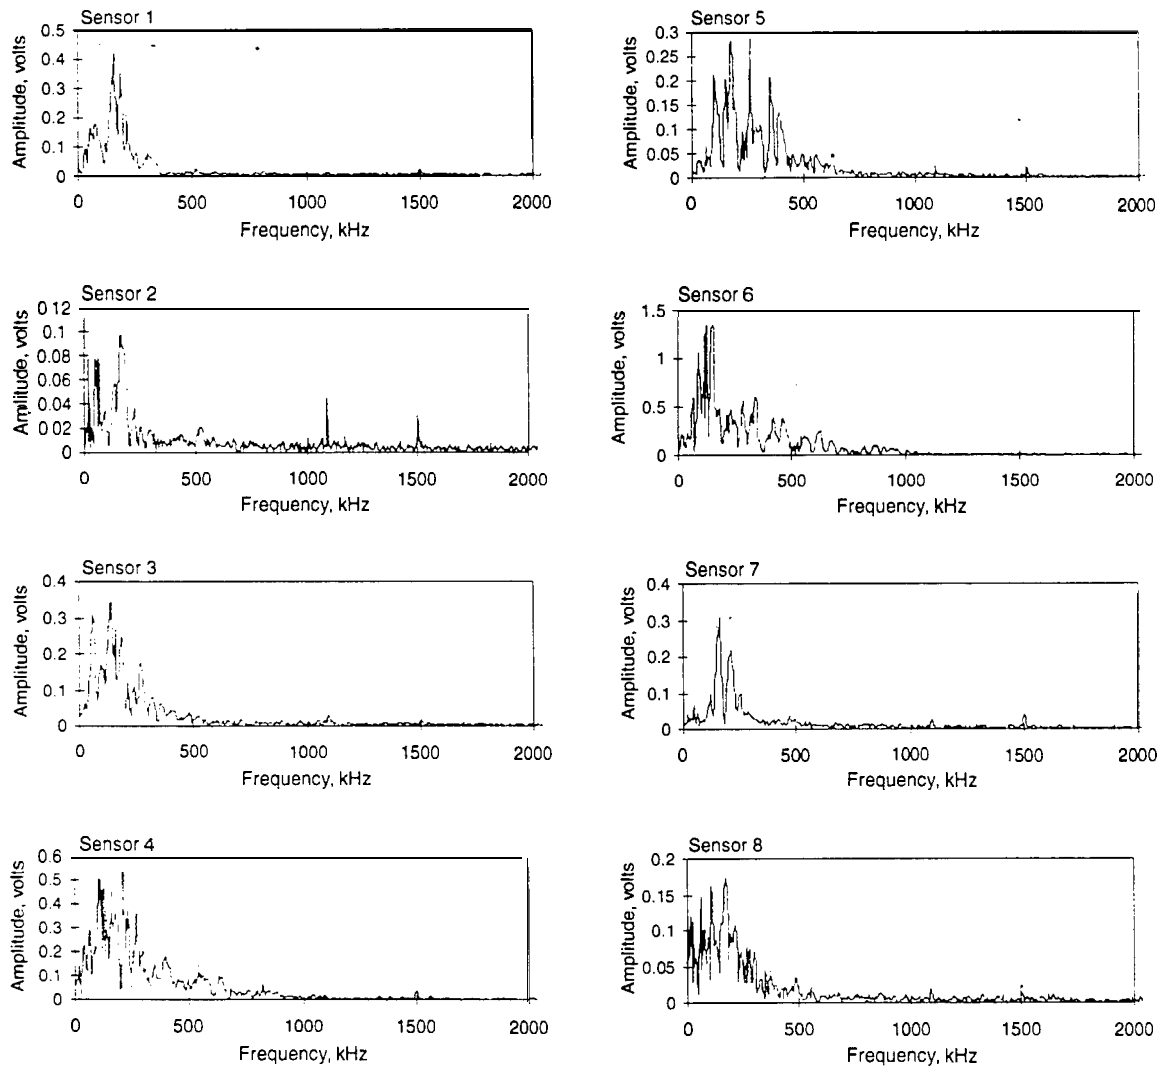 Sensor 1
Amplitude, volts
0.5
0.4
0.3
0.2
0.1
0
0 500 1000 1500 2000
Frequency, kHz
Sensor 2
Amplitude, volts
0 12
0.1
0.08
0.06
0.04
0.02
0
0 500 1000 1500 2000
Frequency, kHz
Sensor 3
Amplitude, volts
0.4
0.3
0.2
0.1
0
0 500 1000 1500 2000
Frequency, kHz
Sensor 4
Amplitude, volts
0.6
0.5
0.4
0.3
0.2
0.1
0
0 500 1000 1500 2000
Frequency, kHz
Sensor 5
Amplitude, volts
0.3
0.25
0.2
0.15
0.1
0.05
0
0 500 1000 1500 2000
Frequency, kHz
Sensor 6
Amplitude, volts
1.5
1
0.5
0
0 500 1000 1500 2000
Frequency, kHz
Sensor 7
Amplitude, volts
0.4
0.3
0.2
0.1
0
0 500 1000 1500 2000
Frequency, kHz
Sensor 8
Amplitude, volts
0.2
0.15
0.1
0.05
0
0 500 1000 1500 2000
Frequency, kHz